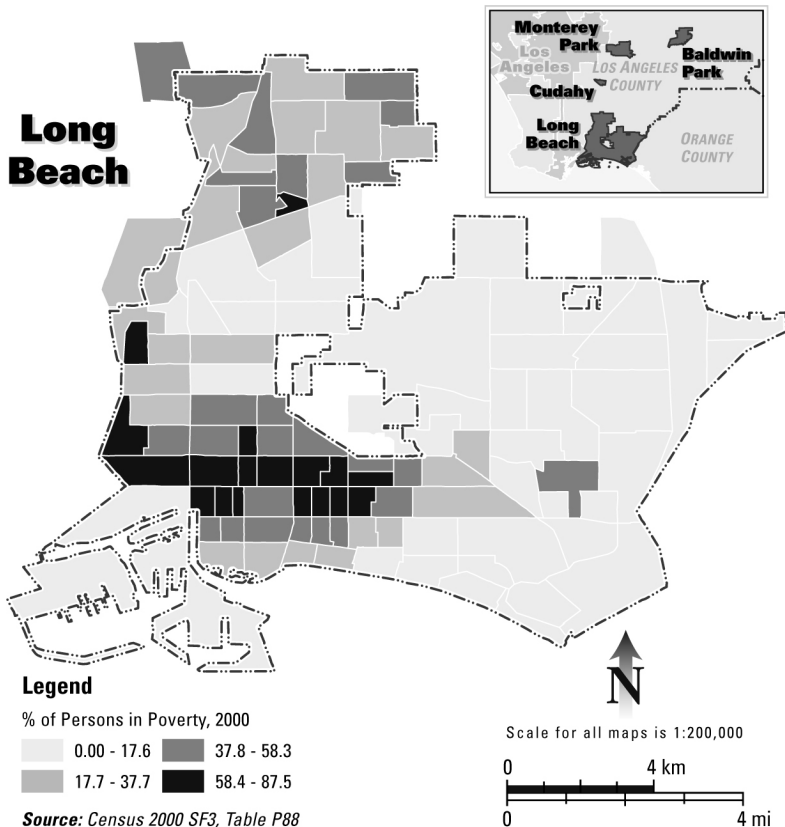 Long
Beach
Monterey
Park
Los
Angeles
LOS ANGELES
COUNTY
Baldwin
Park
Cudahy
Long
Beach
ORANGE
COUNTY
Legend
% of Persons in Poverty, 2000
0.00 - 17.6
37.8 - 58.3
17.7 - 37.7
58.4 - 87.5
Source: Census 2000 SF3, Table P88
N
Scale for all maps is 1:200,000
0 4 km
0 4 mi